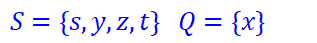 S = {s, y, z, t} Q = {x}